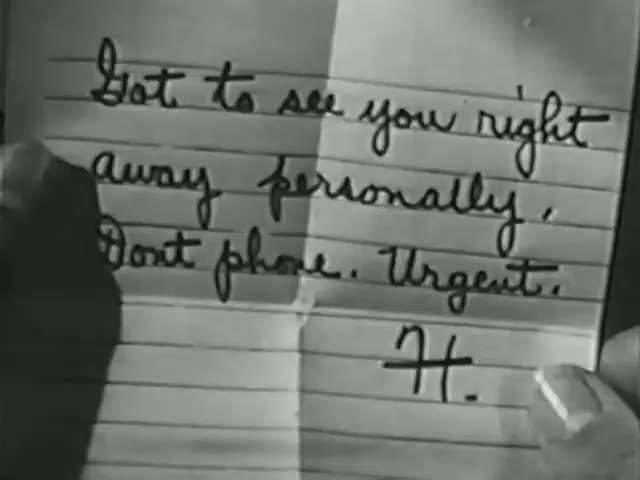 Got to see you right
away personally.
Dont phone. Urgent.
H.